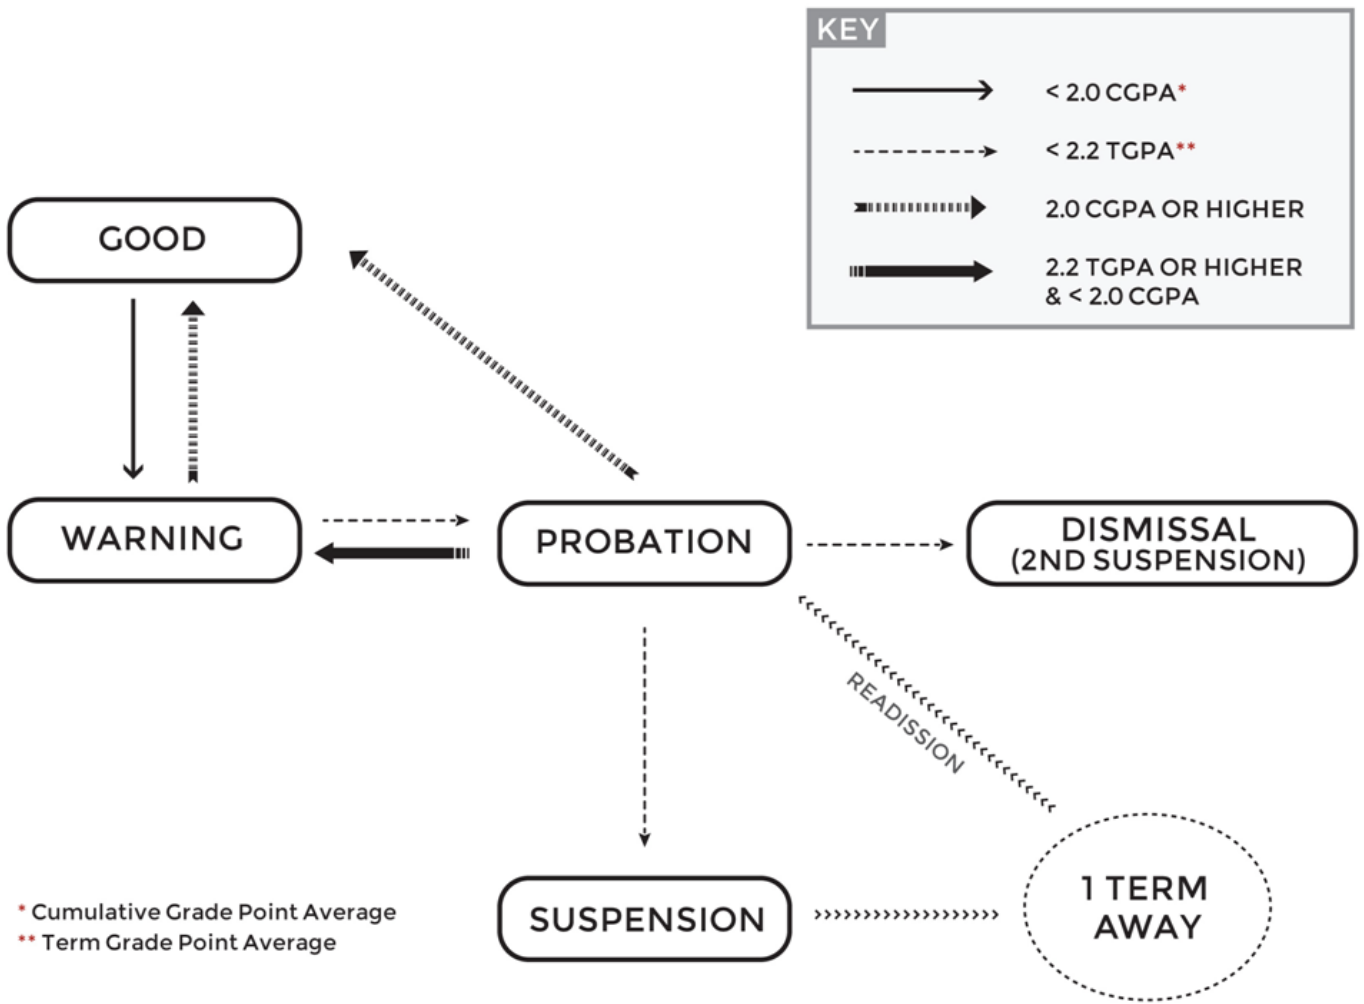 KEY
< 2.0 CGPA*
< 2.2 TGPA**
2.0 CGPA OR HIGHER
2.2 TGPA OR HIGHER
& < 2.0 CGPA
GOOD
WARNING
PROBATION
DISMISSAL
(2ND SUSPENSION)
READISSION
SUSPENSION
1 TERM
AWAY
* Cumulative Grade Point Average
** Term Grade Point Average